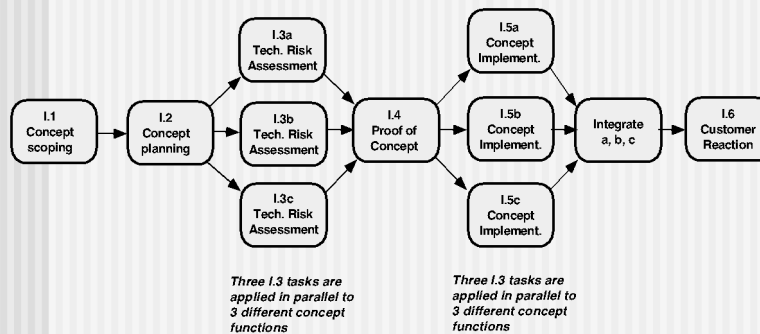 I.1
Concept
scoping
I.2
Concept
planning
I.3a
Tech. Risk
Assessment
I.3b
Tech. Risk
Assessment
I.3c
Tech. Risk
Assessment
Three I.3 tasks are
applied in parallel to
3 different concept
functions
I.4
Proof of
Concept
I.5a
Concept
Implement.
I.5b
Concept
Implement.
I.5c
Concept
Implement.
Three I.3 tasks are
applied in parallel to
3 different concept
functions
Integrate
a, b, c
I.6
Customer
Reaction